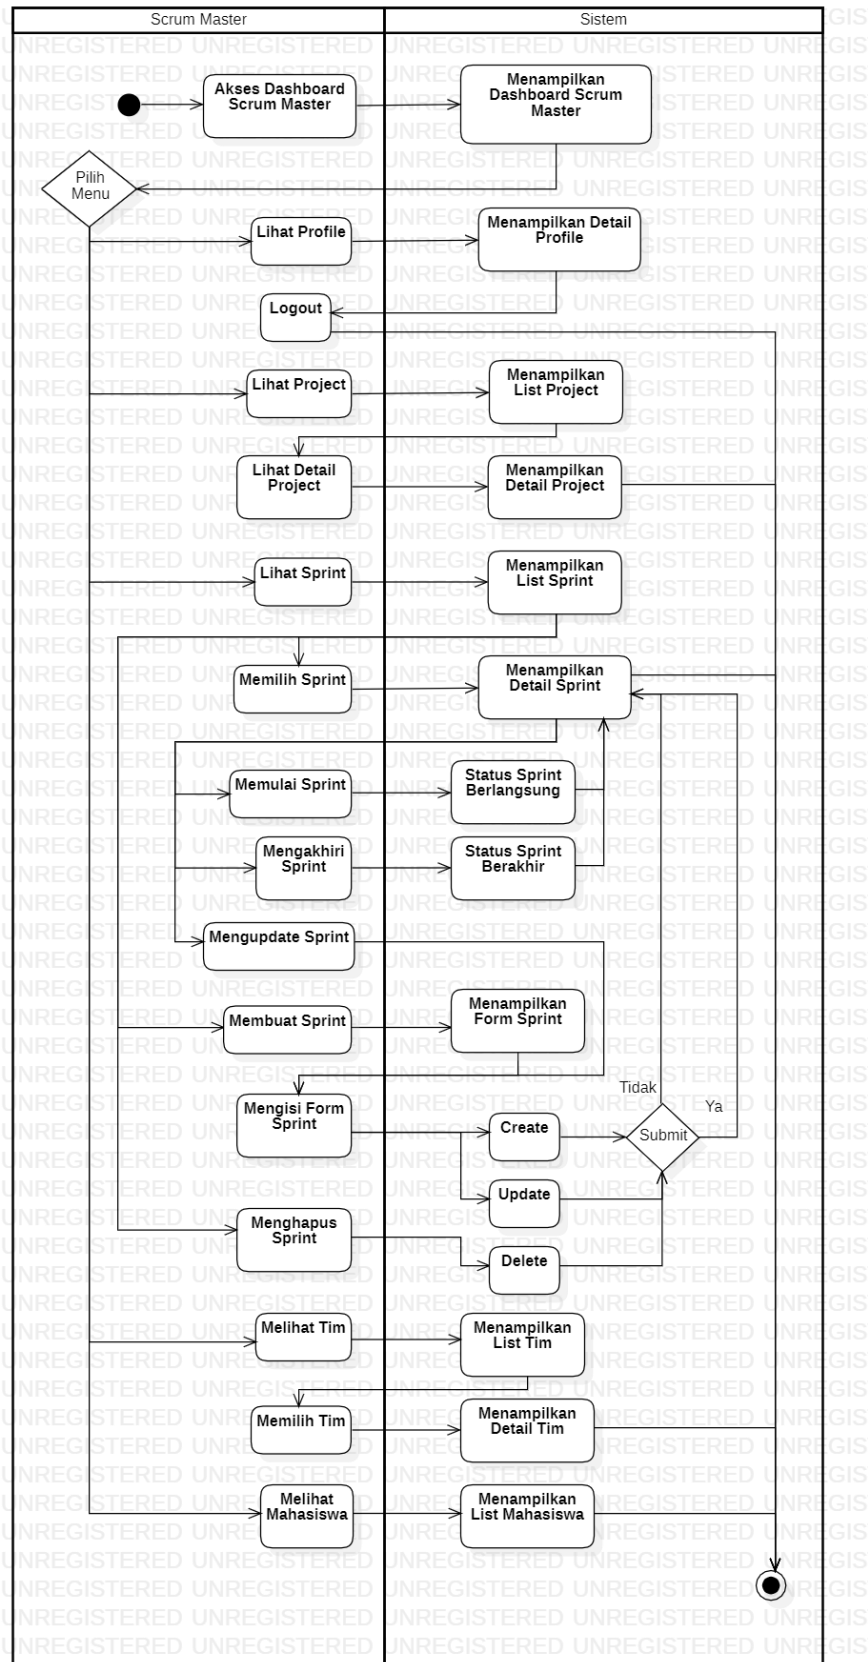 Scrum Master
Sistem
Akses Dashboard
Scrum Master
Menampilkan
Dashboard Scrum
Master
Pilih
Menu
Lihat Profile
Menampilkan Detail
Profile
Logout
Lihat Project
Menampilkan
List Project
Lihat Detail
Project
Menampilkan
Detail Project
Lihat Sprint
Menampilkan
List Sprint
Memilih Sprint
Menampilkan
Detail Sprint
Memulai Sprint
Status Sprint
Berlangsung
Mengakhiri
Sprint
Status Sprint
Berakhir
Mengupdate Sprint
Membuat Sprint
Menampilkan
Form Sprint
Mengisi Form
Sprint
Tidak
Ya
Create
Submit
Update
Menghapus
Sprint
Delete
Melihat Tim
Menampilkan
List Tim
Memilih Tim
Menampilkan
Detail Tim
Melihat
Mahasiswa
Menampilkan
List Mahasiswa
UNREGISTERED